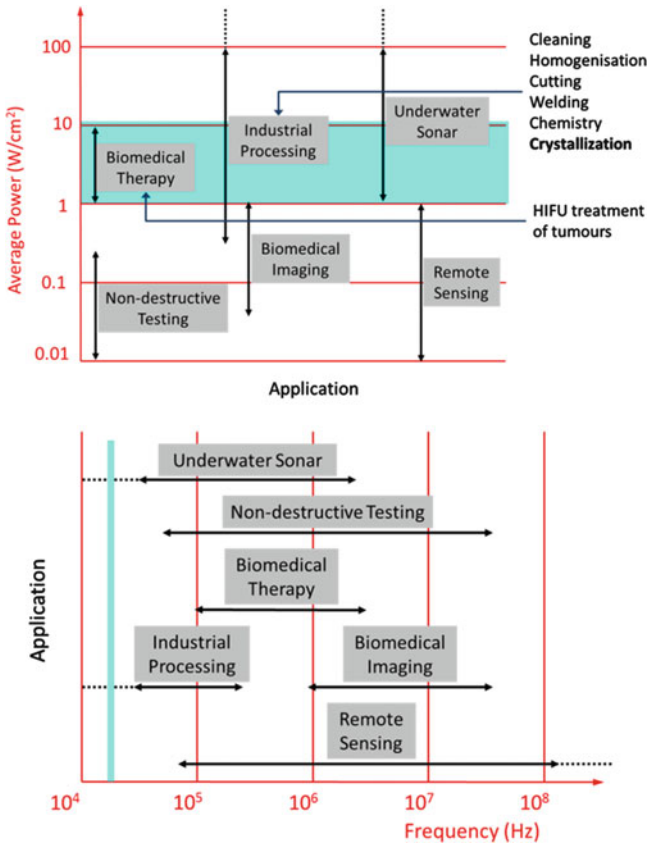 100
10
1
0.1
0.01
Average Power (W/cm²)
Cleaning
Homogenisation
Cutting
Welding
Chemistry
Crystallization
Industrial
Processing
Underwater
Sonar
Biomedical
Therapy
HIFU treatment
of tumours
Biomedical
Imaging
Remote
Sensing
Non-destructive
Testing
Application
Underwater Sonar
Non-destructive Testing
Biomedical
Therapy
Application
Industrial
Processing
Biomedical
Imaging
Remote
Sensing
10⁴ 10⁵ 10⁶ 10⁷ 10⁸
Frequency (Hz)